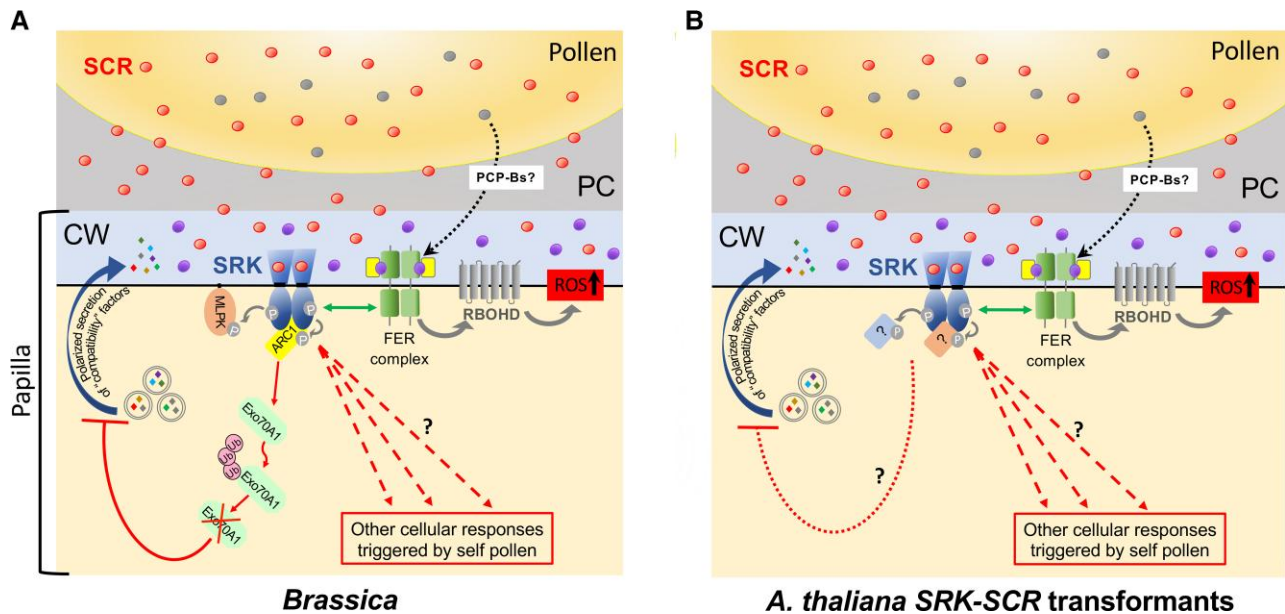 A
Pollen
SCR
PCP-Bs?
PC
CW
SRK
ROS
MLPK
P
P
P
P
ARC1
RBOHD
FER
complex
Polarized secretion
of "compatibility" factors
Papilla
Exo70A1
?
Ub
Ub
Ub
Exo70A1
Exo70A1
Other cellular responses
triggered by self pollen
Brassica
B
Pollen
SCR
PCP-Bs?
PC
CW
SRK
ROS
P
P
P
P
?
?
RBOHD
FER
complex
Polarized secretion
of "compatibility" factors
?
?
Other cellular responses
triggered by self pollen
A. thaliana SRK-SCR transformants